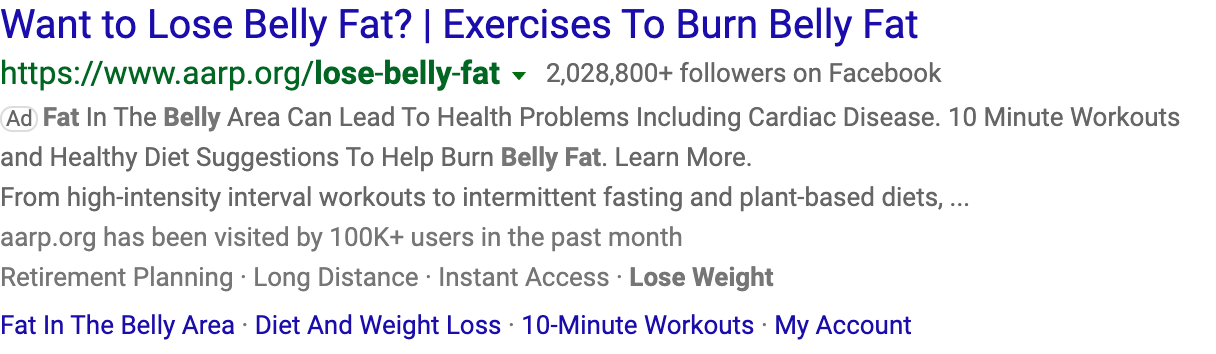 Want to Lose Belly Fat? | Exercises To Burn Belly Fat
https://www.aarp.org/lose-belly-fat 2,028,800+ followers on Facebook
Ad Fat In The Belly Area Can Lead To Health Problems Including Cardiac Disease. 10 Minute Workouts
and Healthy Diet Suggestions To Help Burn Belly Fat. Learn More.
From high-intensity interval workouts to intermittent fasting and plant-based diets, ...
aarp.org has been visited by 100K+ users in the past month
Retirement Planning · Long Distance · Instant Access · Lose Weight
Fat In The Belly Area · Diet And Weight Loss · 10-Minute Workouts · My Account